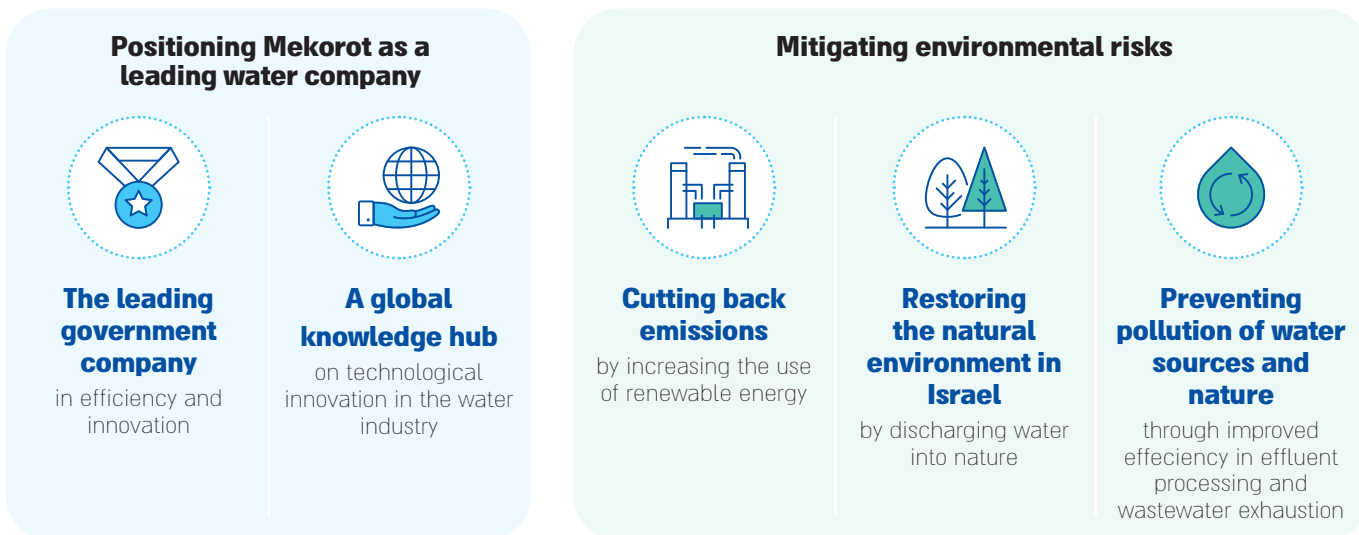 Positioning Mekorot as a
leading water company
The leading
government
company
in efficiency and
innovation
A global
knowledge hub
on technological
innovation in the water
industry
Mitigating environmental risks
Cutting back
emissions
by increasing the use
of renewable energy
Restoring
the natural
environment in
Israel
by discharging water
into nature
Preventing
pollution of water
sources and
nature
through improved
effeciency in effluent
processing and
wastewater exhaustion